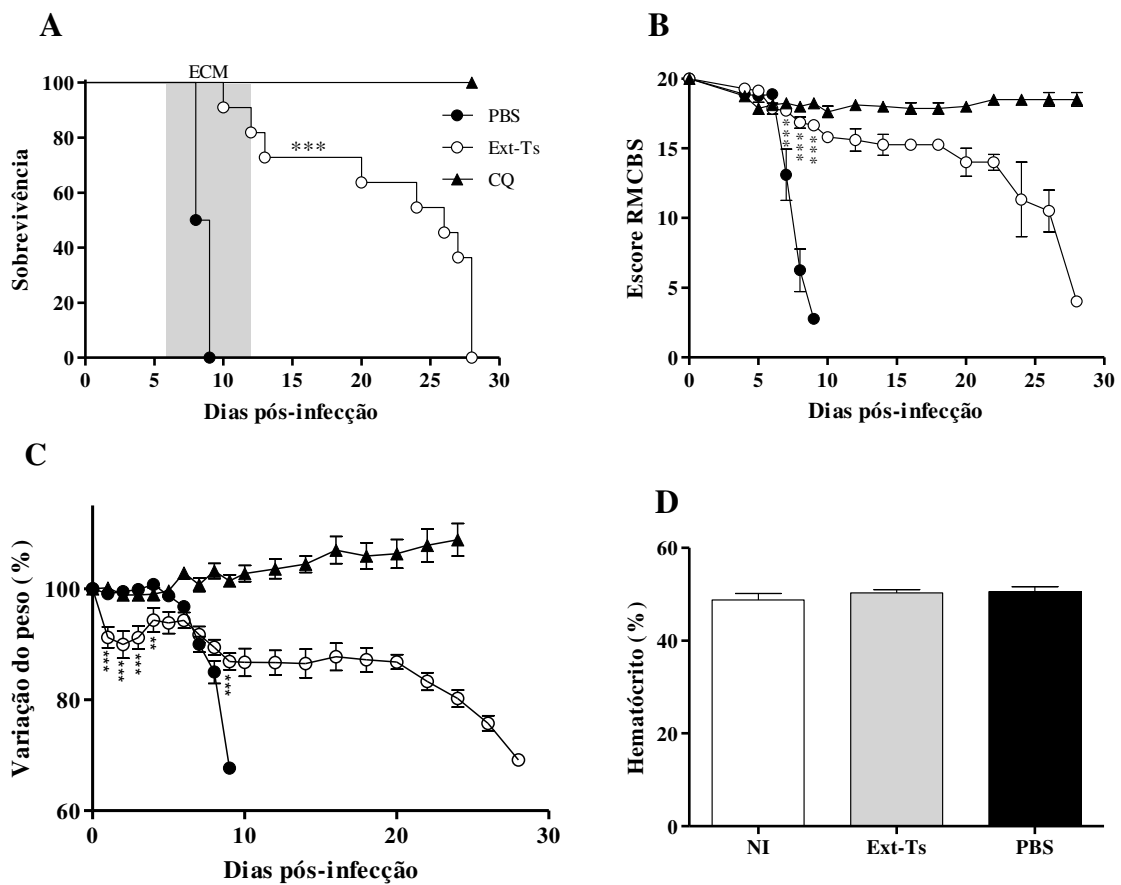 A
ECM
Sobrevivência
100
80
60
40
20
0
***
PBS
Ext-Ts
CQ
0 5 10 15 20 25 30
Dias pós-infecção
B
Escore RMCBS
20
15
10
5
0
***
***
***
0 5 10 15 20 25 30
Dias pós-infecção
C
Variação do peso (%)
100
80
60
***
***
***
**
***
0 10 20 30
Dias pós-infecção
D
Hematócrito (%)
60
40
20
0
NI Ext-Ts PBS